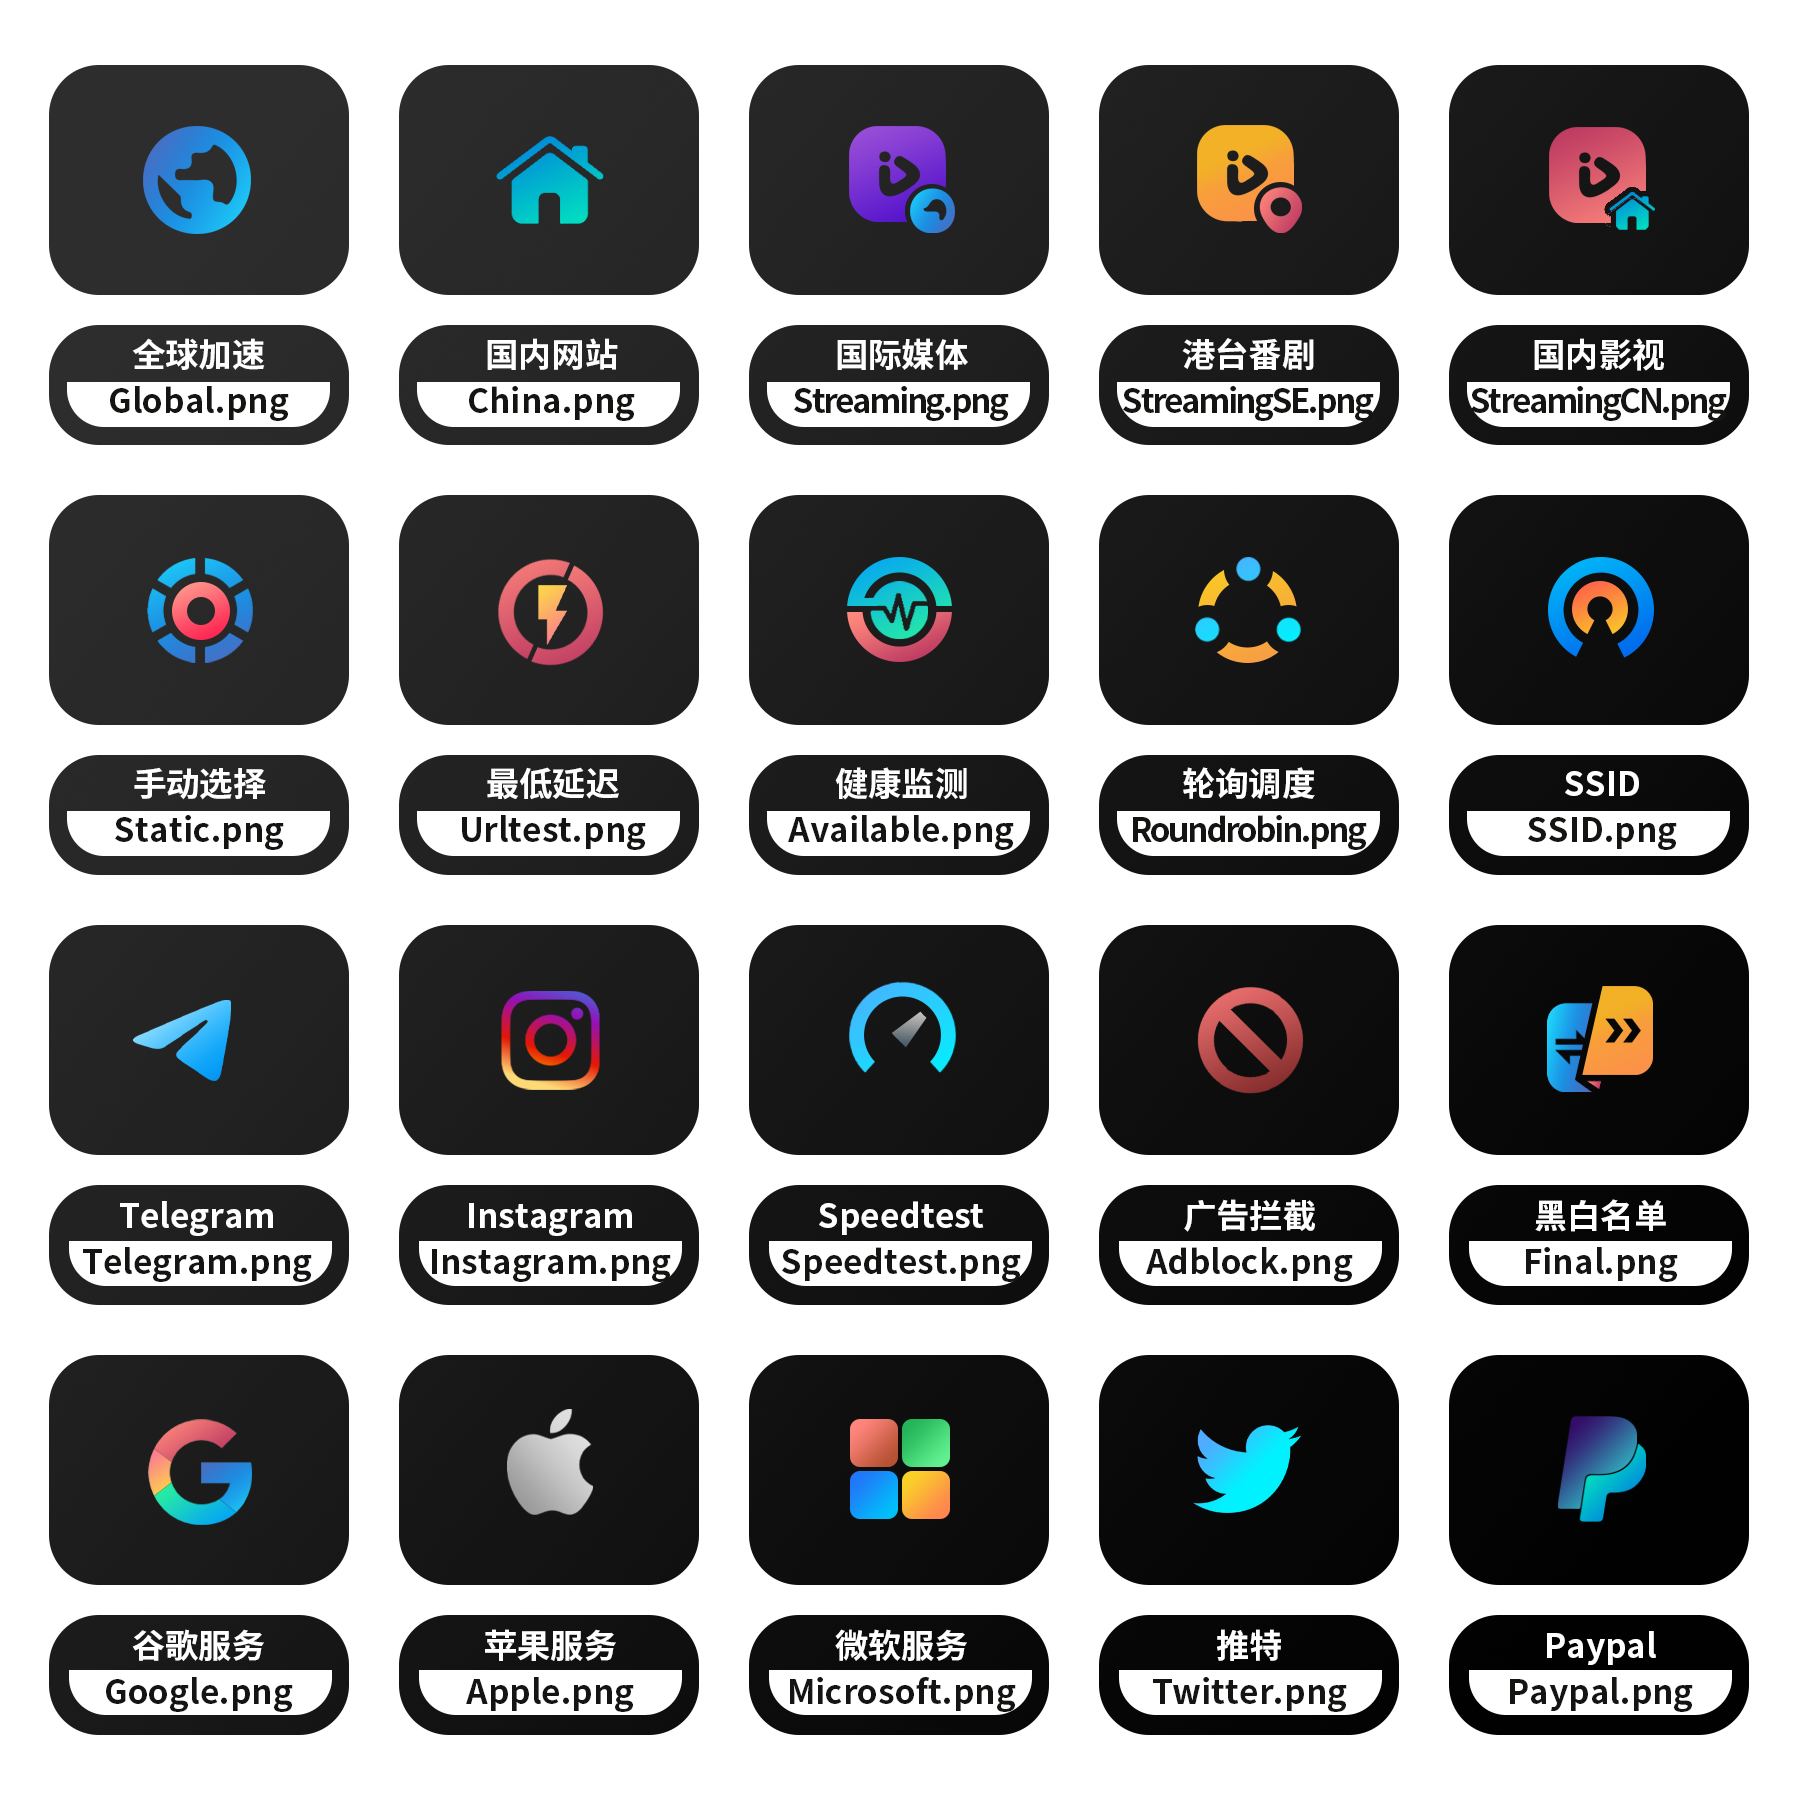 全球加速
Global.png
国内网站
China.png
国际媒体
Streaming.png
港台番剧
StreamingSE.png
国内影视
StreamingCN.png
手动选择
Static.png
最低延迟
Urltest.png
健康监测
Available.png
轮询调度
Roundrobin.png
SSID
SSID.png
Telegram
Telegram.png
Instagram
Instagram.png
Speedtest
Speedtest.png
广告拦截
Adblock.png
黑白名单
Final.png
谷歌服务
Google.png
苹果服务
Apple.png
微软服务
Microsoft.png
推特
Twitter.png
Paypal
Paypal.png